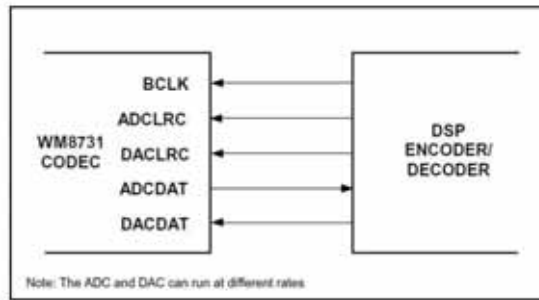 BCLK
ADCLRC
WM8731
CODEC
DACLRC
ADCDAT
DACDAT
DSP
ENCODER/
DECODER
Note: The ADC and DAC can run at different rates